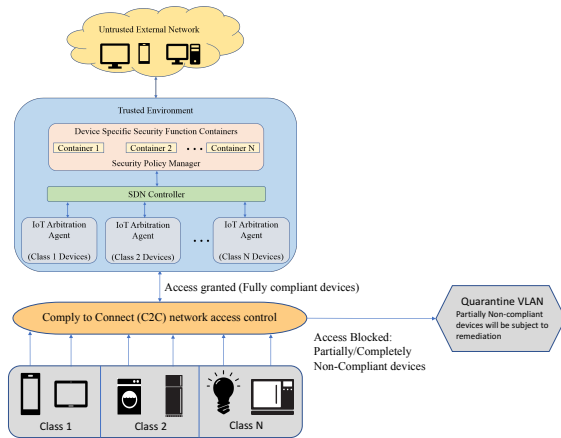 Untrusted External Network
Trusted Environment
Device Specific Security Function Containers
Container 1 Container 2 • • • Container N
Security Policy Manager
SDN Controller
IoT Arbitration
Agent
(Class 1 Devices)
IoT Arbitration
Agent
(Class 2 Devices)
• • •
IoT Arbitration
Agent
(Class N Devices)
Access granted (Fully compliant devices)
Comply to Connect (C2C) network access control
Quarantine VLAN
Partially Non-compliant
devices will be subject to
remediation
Access Blocked:
Partially/Completely
Non-Compliant devices
Class 1 Class 2 Class N